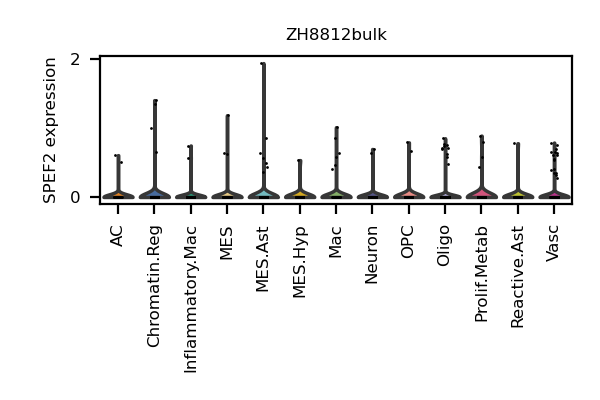 ZH8812bulk
SPEF2 expression
2
0
AC
Chromatin.Reg
Inflammatory.Mac
MES
MES.Ast
MES.Hyp
Mac
Neuron
OPC
Oligo
Prolif.Metab
Reactive.Ast
Vasc